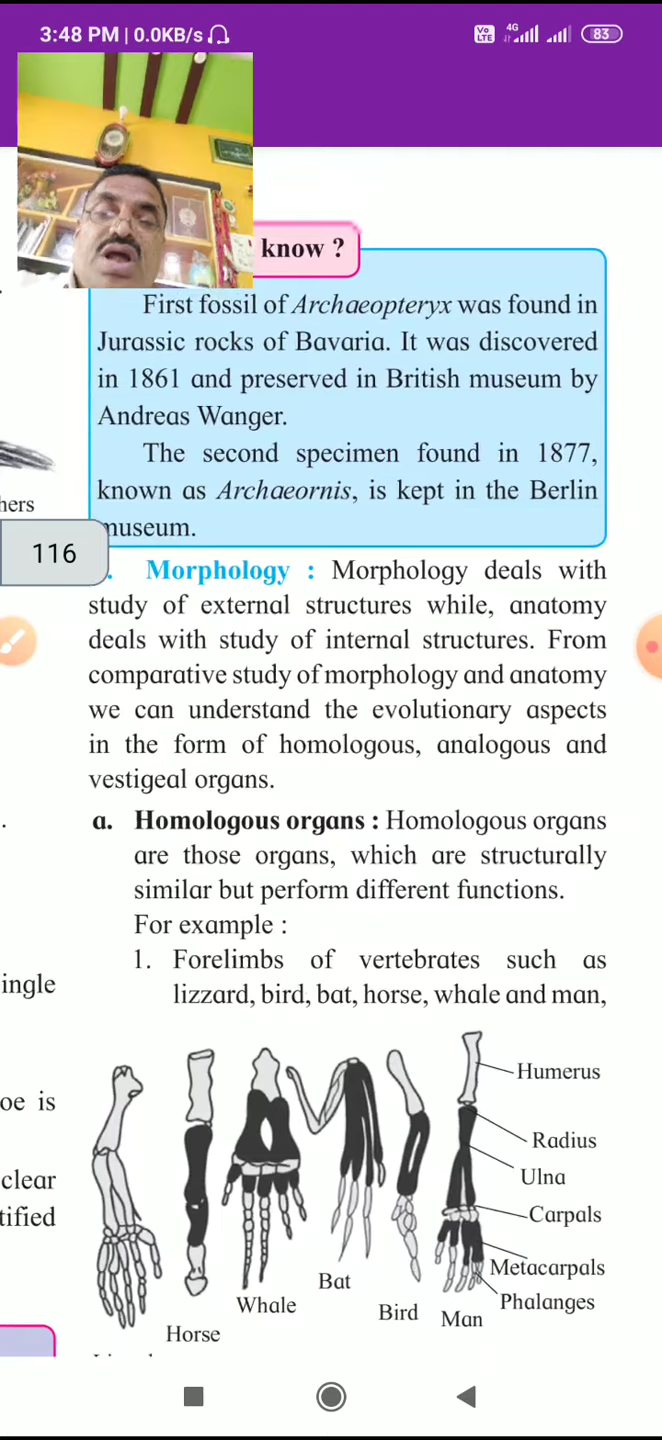 3:48 PM | 0.0KB/s
Vo LTE 4G 83
know ?
First fossil of Archaeopteryx was found in
Jurassic rocks of Bavaria. It was discovered
in 1861 and preserved in British museum by
Andreas Wanger.
The second specimen found in 1877,
known as Archaeornis, is kept in the Berlin
museum.
hers
116
Morphology : Morphology deals with
study of external structures while, anatomy
deals with study of internal structures. From
comparative study of morphology and anatomy
we can understand the evolutionary aspects
in the form of homologous, analogous and
vestigeal organs.
a. Homologous organs : Homologous organs
are those organs, which are structurally
similar but perform different functions.
For example :
1. Forelimbs of vertebrates such as
lizzard, bird, bat, horse, whale and man,
ingle
oe is
clear
tified
Humerus
Radius
Ulna
Carpals
Metacarpals
Phalanges
Bat
Whale
Bird
Man
Horse